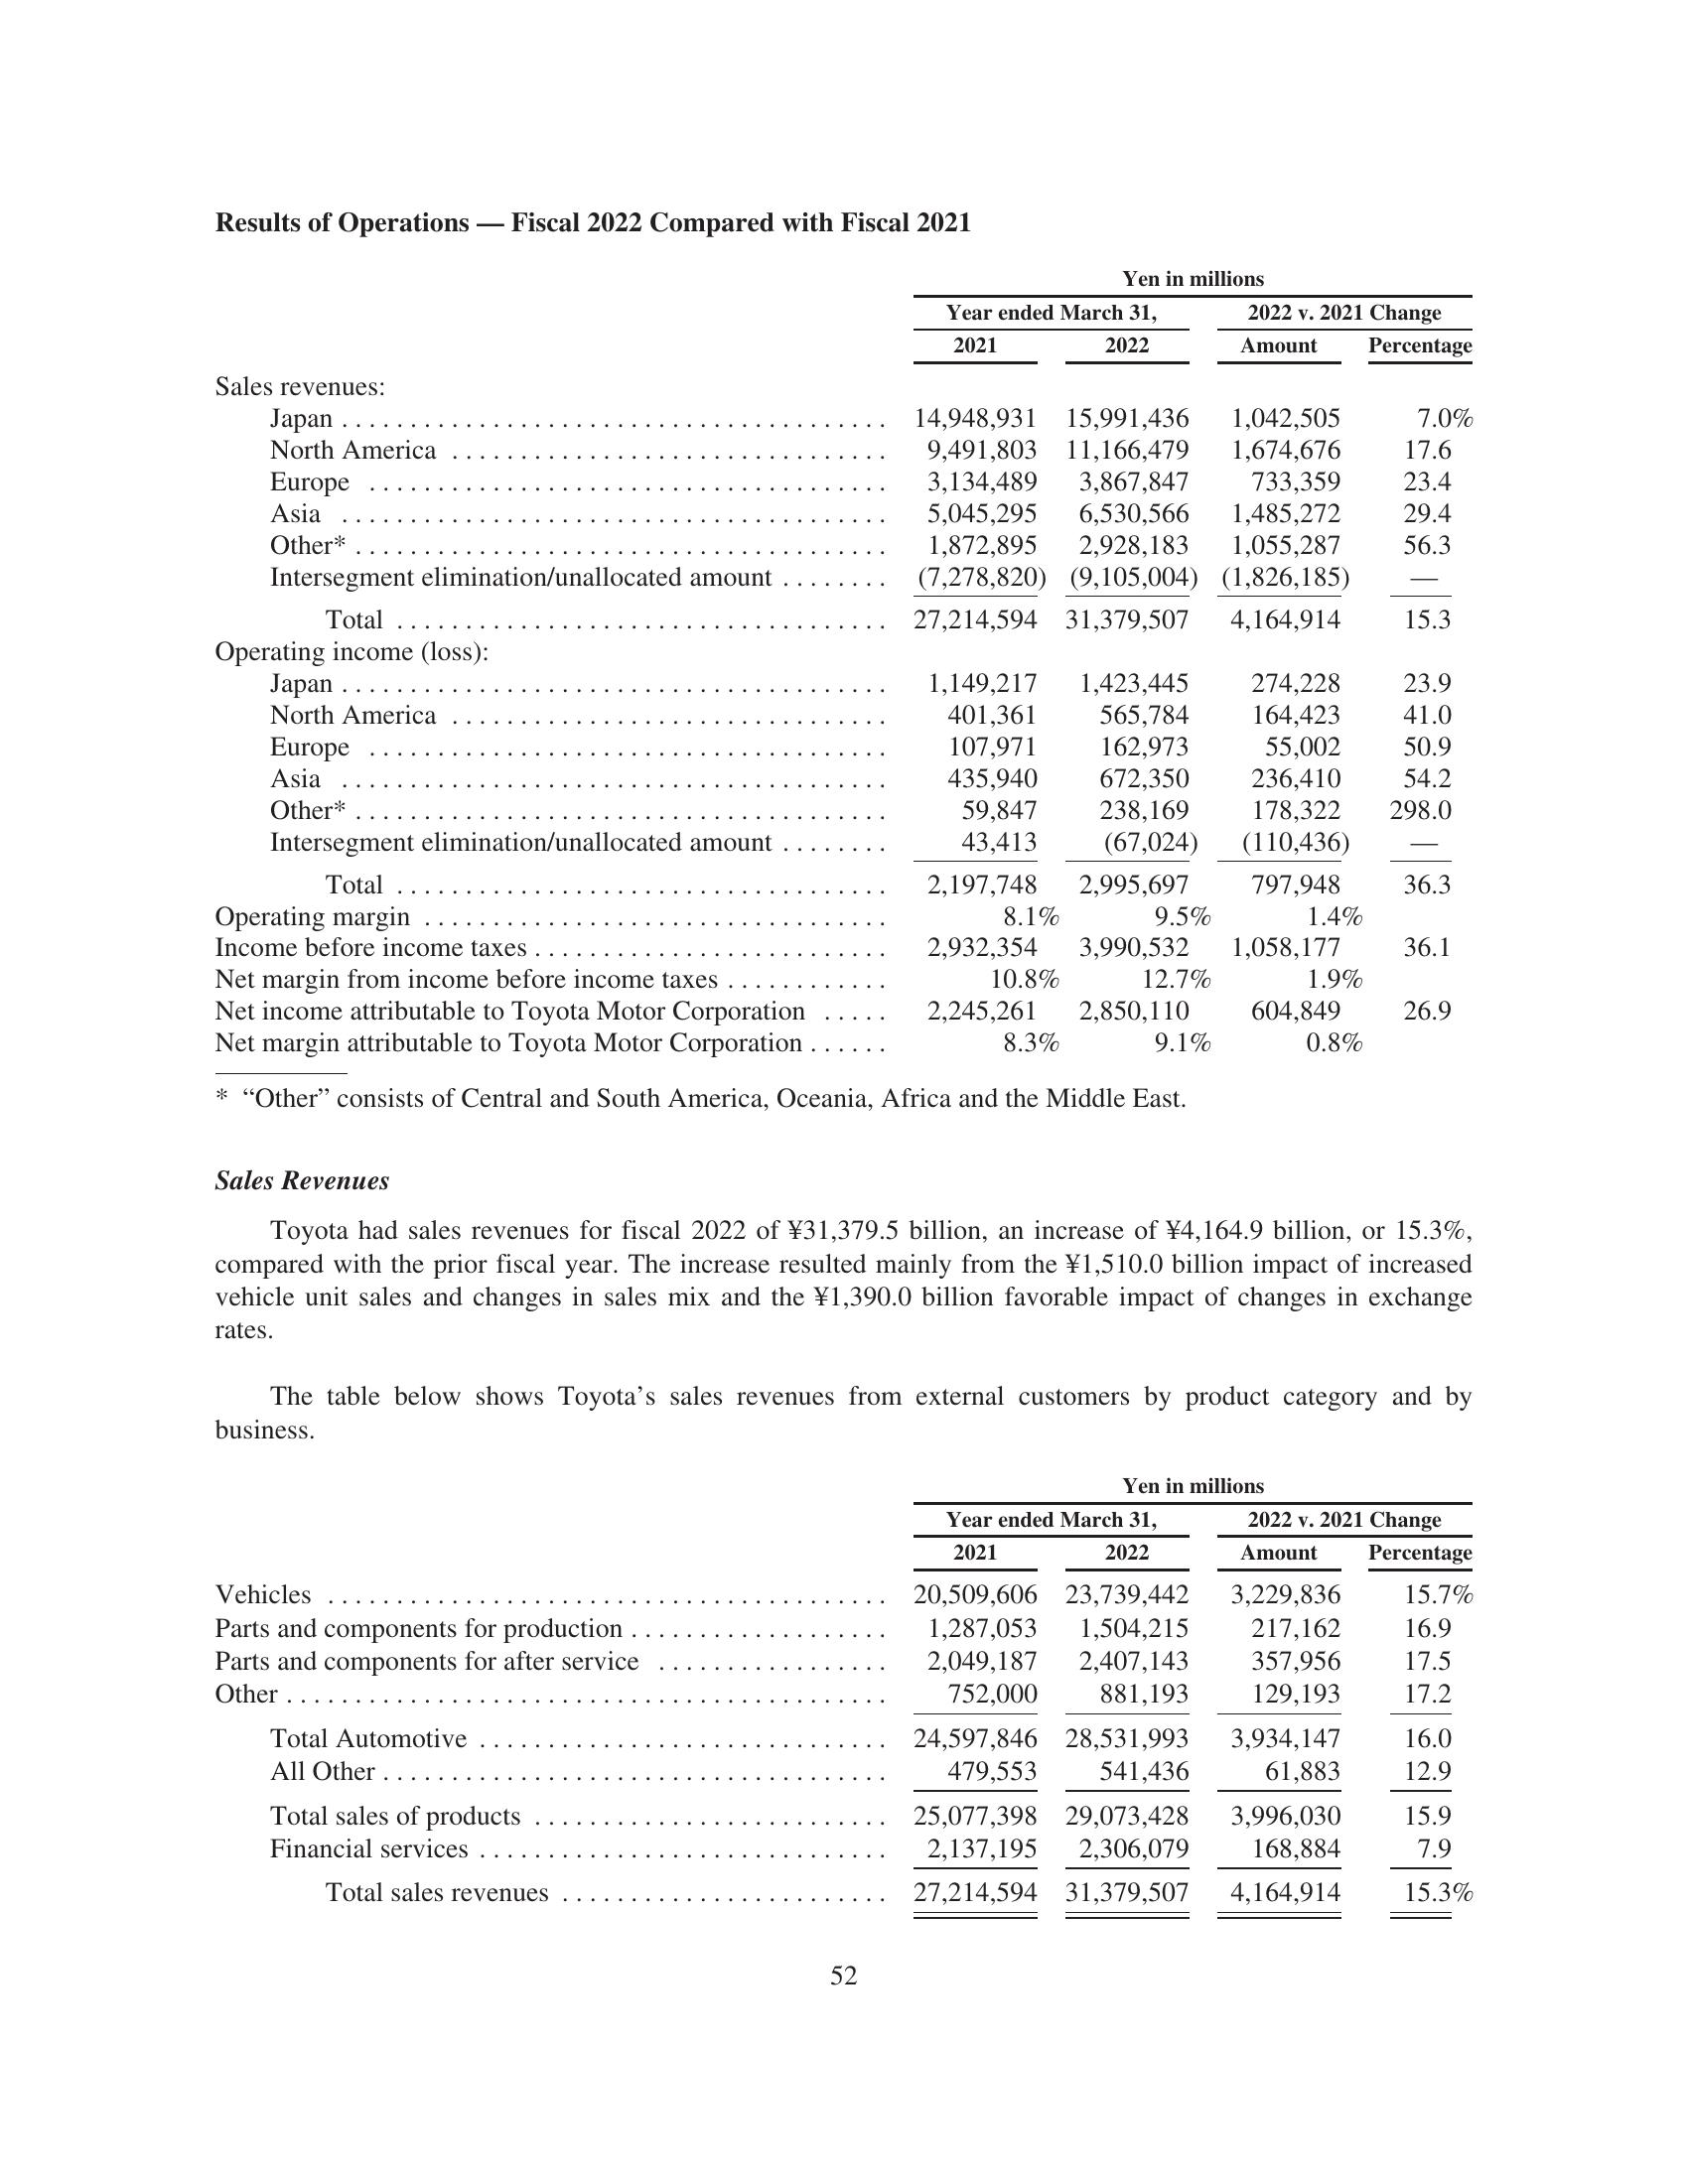 Results of Operations — Fiscal 2022 Compared with Fiscal 2021
Yen in millions
Year ended March 31, 2022 v. 2021 Change
2021 2022 Amount Percentage
Sales revenues:
Japan . . . . . . . . . . . . . . . . . . . . . . . . . . . . . . . . . . . . . . . . 14,948,931 15,991,436 1,042,505 7.0%
North America . . . . . . . . . . . . . . . . . . . . . . . . . . . . . . . . 9,491,803 11,166,479 1,674,676 17.6
Europe . . . . . . . . . . . . . . . . . . . . . . . . . . . . . . . . . . . . . . 3,134,489 3,867,847 733,359 23.4
Asia . . . . . . . . . . . . . . . . . . . . . . . . . . . . . . . . . . . . . . . . 5,045,295 6,530,566 1,485,272 29.4
Other* . . . . . . . . . . . . . . . . . . . . . . . . . . . . . . . . . . . . . . . 1,872,895 2,928,183 1,055,287 56.3
Intersegment elimination/unallocated amount . . . . . . . . (7,278,820) (9,105,004) (1,826,185) —
Total . . . . . . . . . . . . . . . . . . . . . . . . . . . . . . . . . . . . 27,214,594 31,379,507 4,164,914 15.3
Operating income (loss):
Japan . . . . . . . . . . . . . . . . . . . . . . . . . . . . . . . . . . . . . . . . 1,149,217 1,423,445 274,228 23.9
North America . . . . . . . . . . . . . . . . . . . . . . . . . . . . . . . . 401,361 565,784 164,423 41.0
Europe . . . . . . . . . . . . . . . . . . . . . . . . . . . . . . . . . . . . . . 107,971 162,973 55,002 50.9
Asia . . . . . . . . . . . . . . . . . . . . . . . . . . . . . . . . . . . . . . . . 435,940 672,350 236,410 54.2
Other* . . . . . . . . . . . . . . . . . . . . . . . . . . . . . . . . . . . . . . . 59,847 238,169 178,322 298.0
Intersegment elimination/unallocated amount . . . . . . . . 43,413 (67,024) (110,436) —
Total . . . . . . . . . . . . . . . . . . . . . . . . . . . . . . . . . . . . 2,197,748 2,995,697 797,948 36.3
Operating margin . . . . . . . . . . . . . . . . . . . . . . . . . . . . . . . . . . 8.1% 9.5% 1.4%
Income before income taxes . . . . . . . . . . . . . . . . . . . . . . . . . . 2,932,354 3,990,532 1,058,177 36.1
Net margin from income before income taxes . . . . . . . . . . . . 10.8% 12.7% 1.9%
Net income attributable to Toyota Motor Corporation . . . . . 2,245,261 2,850,110 604,849 26.9
Net margin attributable to Toyota Motor Corporation . . . . . . 8.3% 9.1% 0.8%
* “Other” consists of Central and South America, Oceania, Africa and the Middle East.
Sales Revenues
Toyota had sales revenues for fiscal 2022 of ¥31,379.5 billion, an increase of ¥4,164.9 billion, or 15.3%,
compared with the prior fiscal year. The increase resulted mainly from the ¥1,510.0 billion impact of increased
vehicle unit sales and changes in sales mix and the ¥1,390.0 billion favorable impact of changes in exchange
rates.
The table below shows Toyota’s sales revenues from external customers by product category and by
business.
Yen in millions
Year ended March 31, 2022 v. 2021 Change
2021 2022 Amount Percentage
Vehicles . . . . . . . . . . . . . . . . . . . . . . . . . . . . . . . . . . . . . . . . . 20,509,606 23,739,442 3,229,836 15.7%
Parts and components for production . . . . . . . . . . . . . . . . . . . 1,287,053 1,504,215 217,162 16.9
Parts and components for after service . . . . . . . . . . . . . . . . . 2,049,187 2,407,143 357,956 17.5
Other . . . . . . . . . . . . . . . . . . . . . . . . . . . . . . . . . . . . . . . . . . . . 752,000 881,193 129,193 17.2
Total Automotive . . . . . . . . . . . . . . . . . . . . . . . . . . . . . . 24,597,846 28,531,993 3,934,147 16.0
All Other . . . . . . . . . . . . . . . . . . . . . . . . . . . . . . . . . . . . . 479,553 541,436 61,883 12.9
Total sales of products . . . . . . . . . . . . . . . . . . . . . . . . . . 25,077,398 29,073,428 3,996,030 15.9
Financial services . . . . . . . . . . . . . . . . . . . . . . . . . . . . . . 2,137,195 2,306,079 168,884 7.9
Total sales revenues . . . . . . . . . . . . . . . . . . . . . . . . 27,214,594 31,379,507 4,164,914 15.3%
52